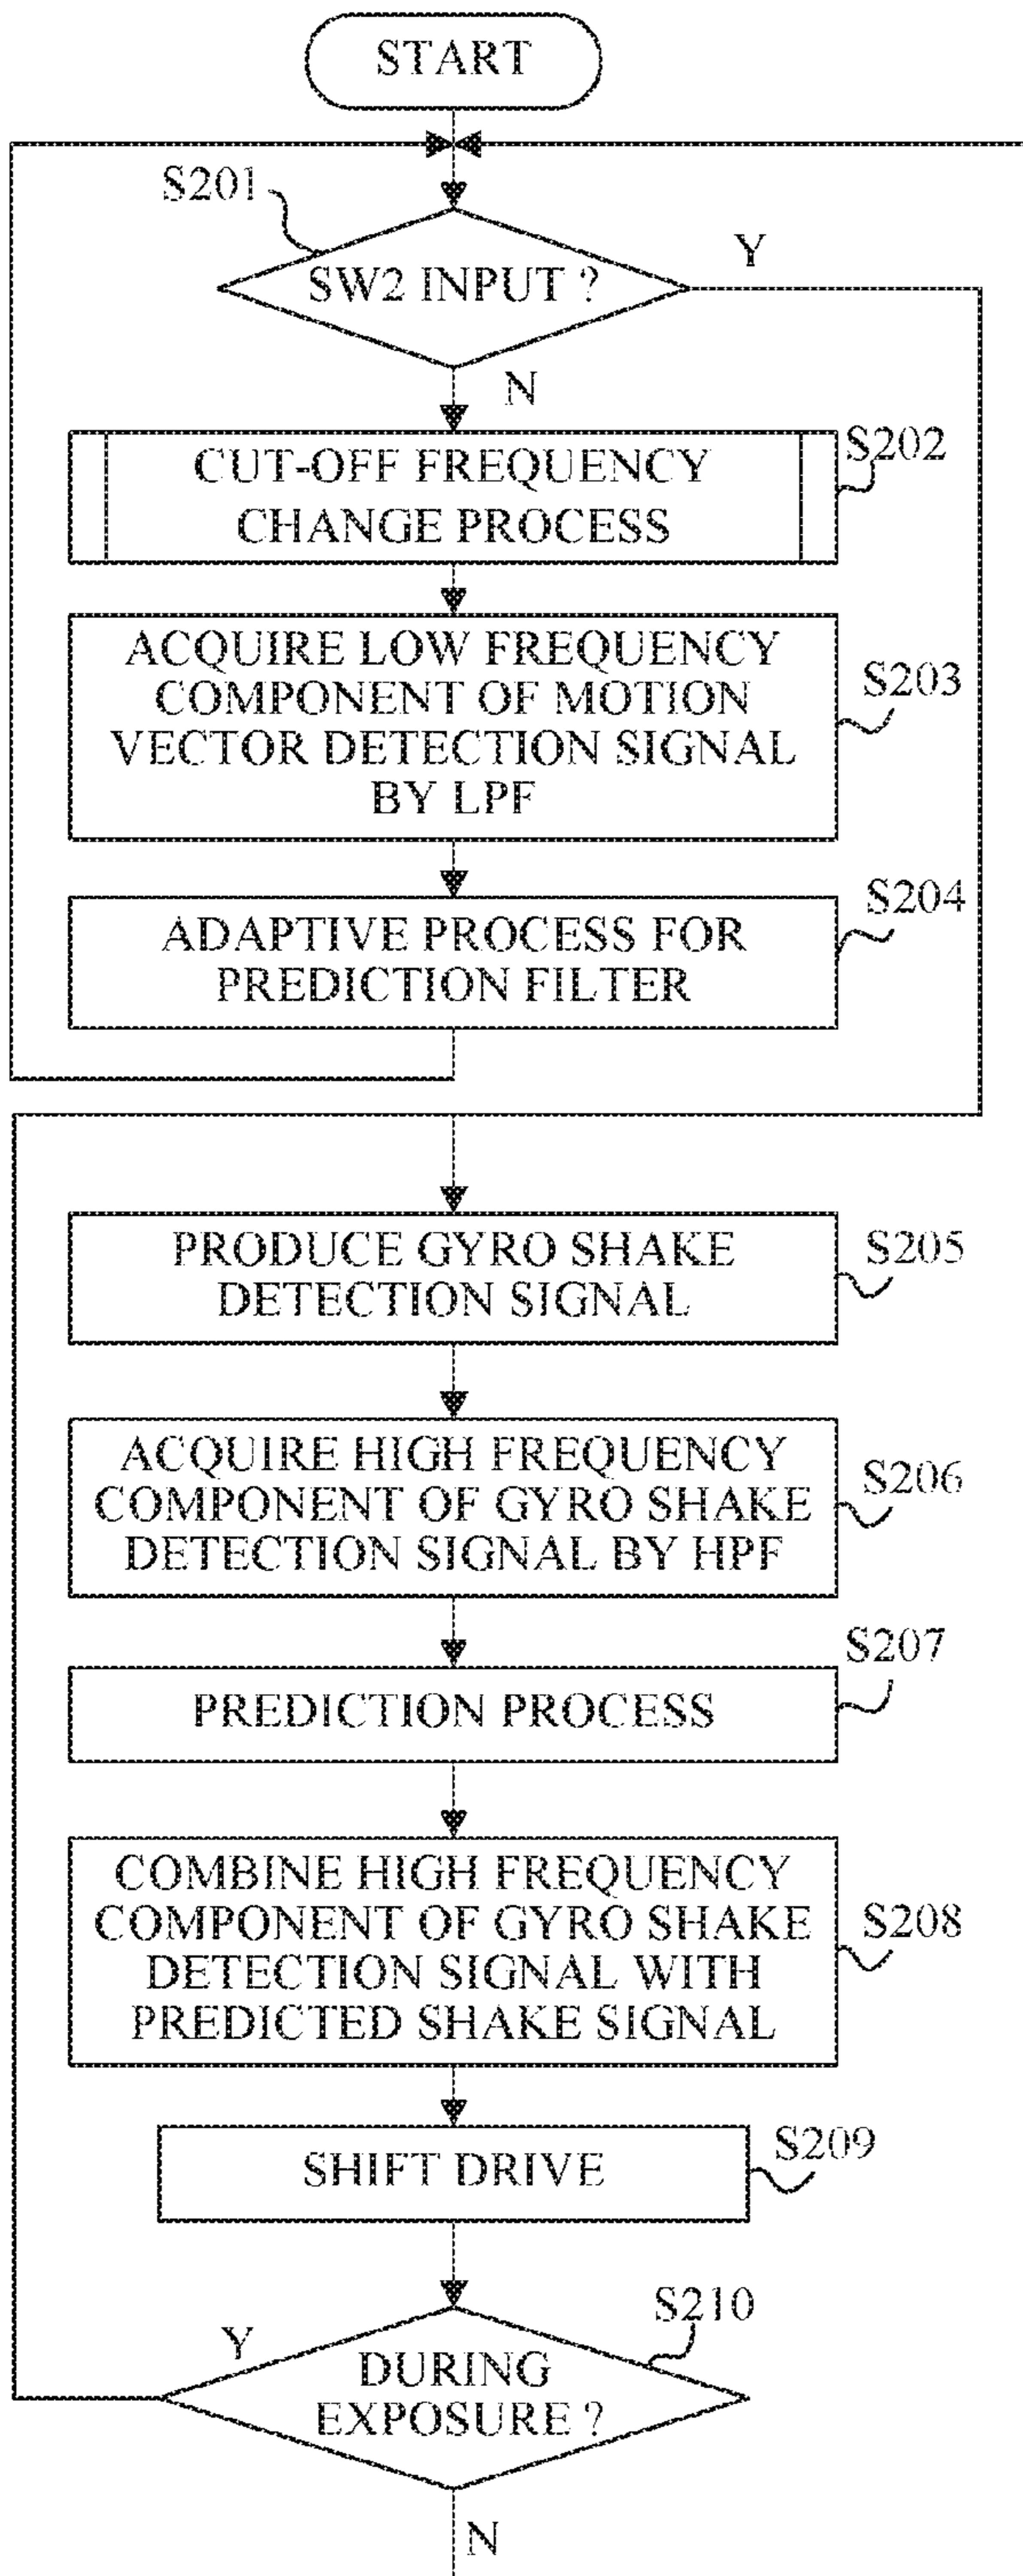 START
S201
SW2 INPUT ?
Y
N
CUT-OFF FREQUENCY
CHANGE PROCESS
S202
ACQUIRE LOW FREQUENCY
COMPONENT OF MOTION
VECTOR DETECTION SIGNAL
BY LPF
S203
ADAPTIVE PROCESS FOR
PREDICTION FILTER
S204
PRODUCE GYRO SHAKE
DETECTION SIGNAL
S205
ACQUIRE HIGH FREQUENCY
COMPONENT OF GYRO SHAKE
DETECTION SIGNAL BY HPF
S206
PREDICTION PROCESS
S207
COMBINE HIGH FREQUENCY
COMPONENT OF GYRO SHAKE
DETECTION SIGNAL WITH
PREDICTED SHAKE SIGNAL
S208
SHIFT DRIVE
S209
S210
Y
DURING
EXPOSURE ?
N